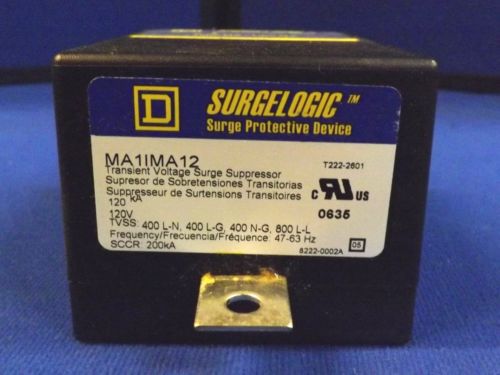 D
SURGELOGIC™
Surge Protective Device
MA1IMA12
T222-2601
Transient Voltage Surge Suppressor
Supresor de Sobretensiones Transitorias
Suppresseur de Surtensions Transitoires
120 kA
120V
C US
0635
TVSS: 400 L-N, 400 L-G, 400 N-G, 800 L-L
Frequency/Frecuencia/Fréquence: 47-63 Hz
SCCR: 200kA
8222-0002A
05